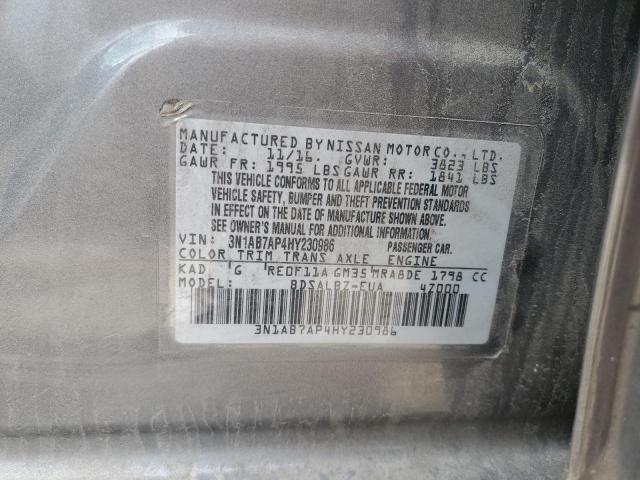 MANUFACTURED BY NISSAN MOTOR CO., LTD.
DATE: 11/16. GVWR: 3823 LBS
GAWR FR: 1995 LBS GAWR RR: 1841 LBS
THIS VEHICLE CONFORMS TO ALL APPLICABLE FEDERAL MOTOR
VEHICLE SAFETY, BUMPER AND THEFT PREVENTION STANDARDS
IN EFFECT ON THE DATE OF MANUFACTURE SHOWN ABOVE.
SEE OWNER'S MANUAL FOR ADDITIONAL INFORMATION.
VIN: 3N1AB7AP4HY230986 PASSENGER CAR.
COLOR TRIM TRANS AXLE ENGINE
KAD G RE0F11A GM35 MRA8DE 1798 CC
MODEL: BDSALBZ-EUA 4Z000
3N1AB7AP4HY230986